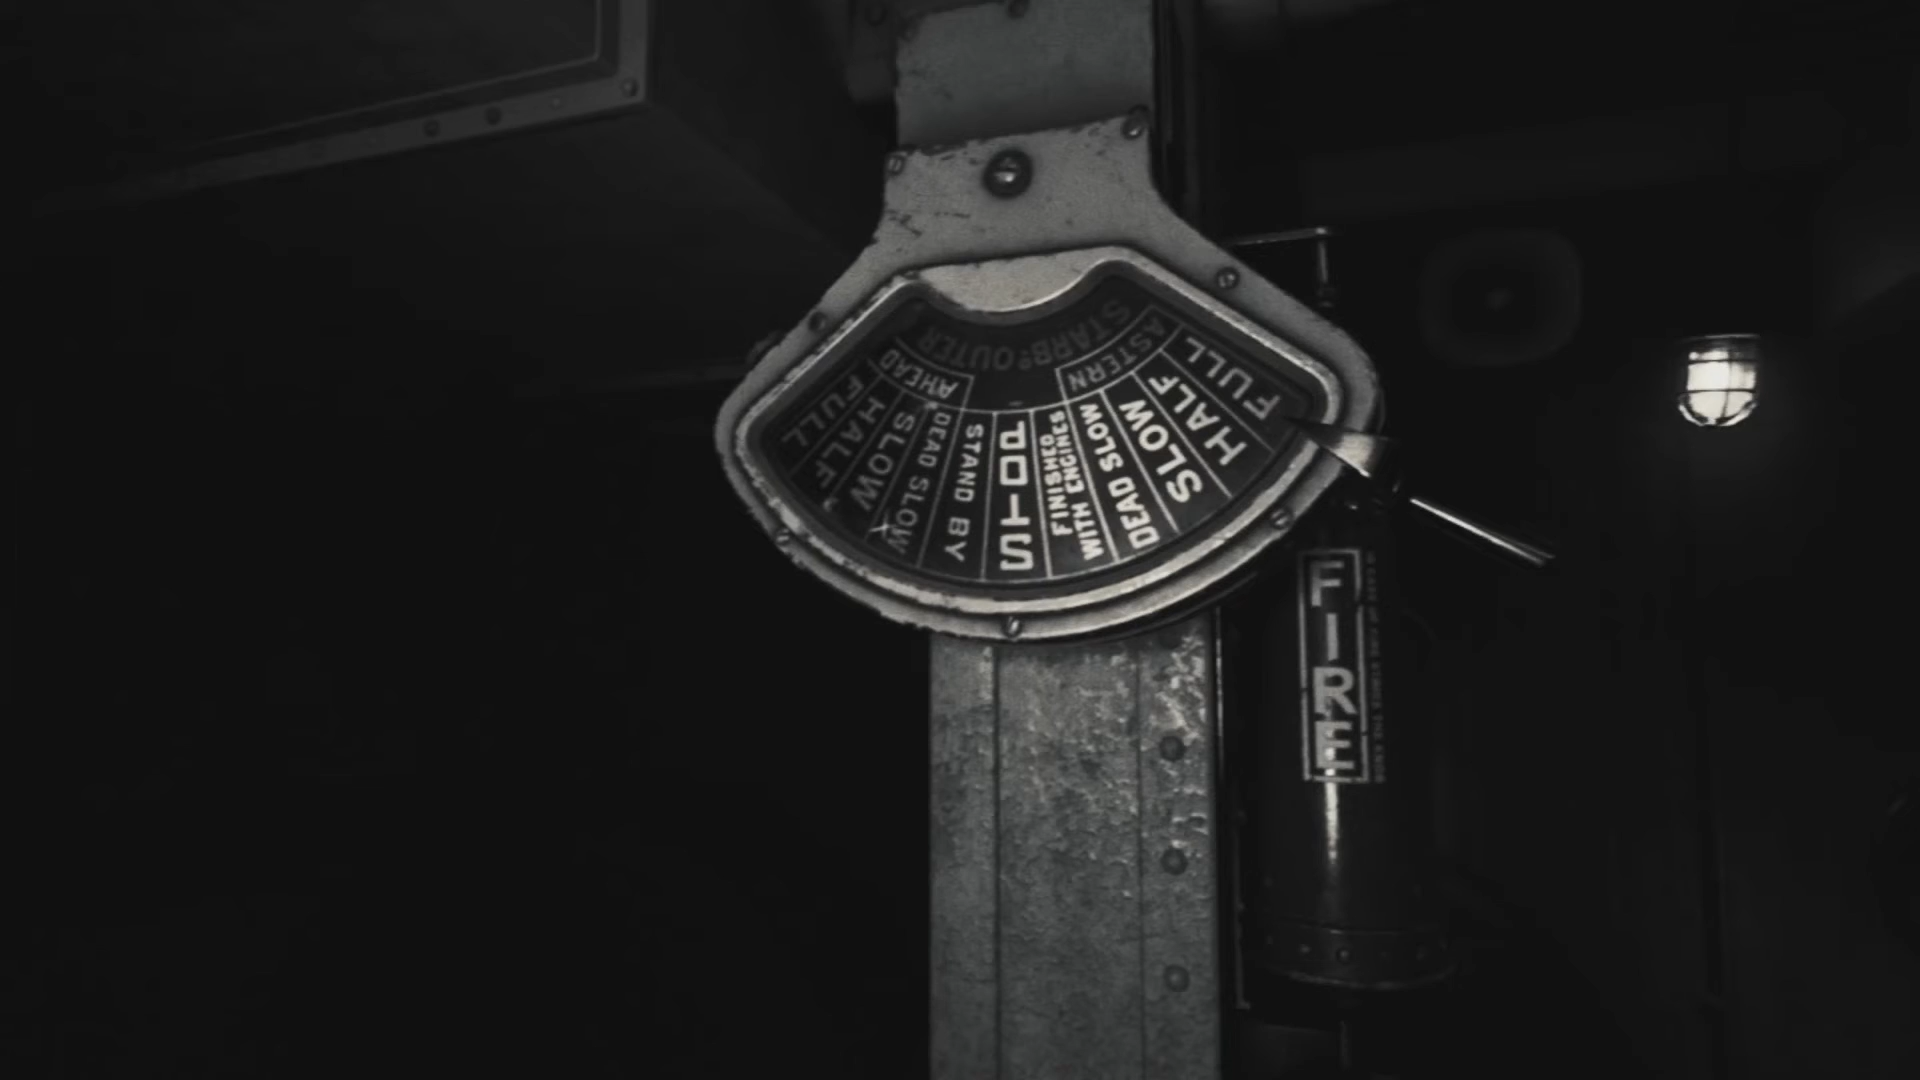 STARBD OUTER
AHEAD
ASTERN
FULL
HALF
SLOW
DEAD SLOW
STAND BY
STOP
FINISHED
WITH ENGINES
DEAD SLOW
SLOW
HALF
FULL
FIRE